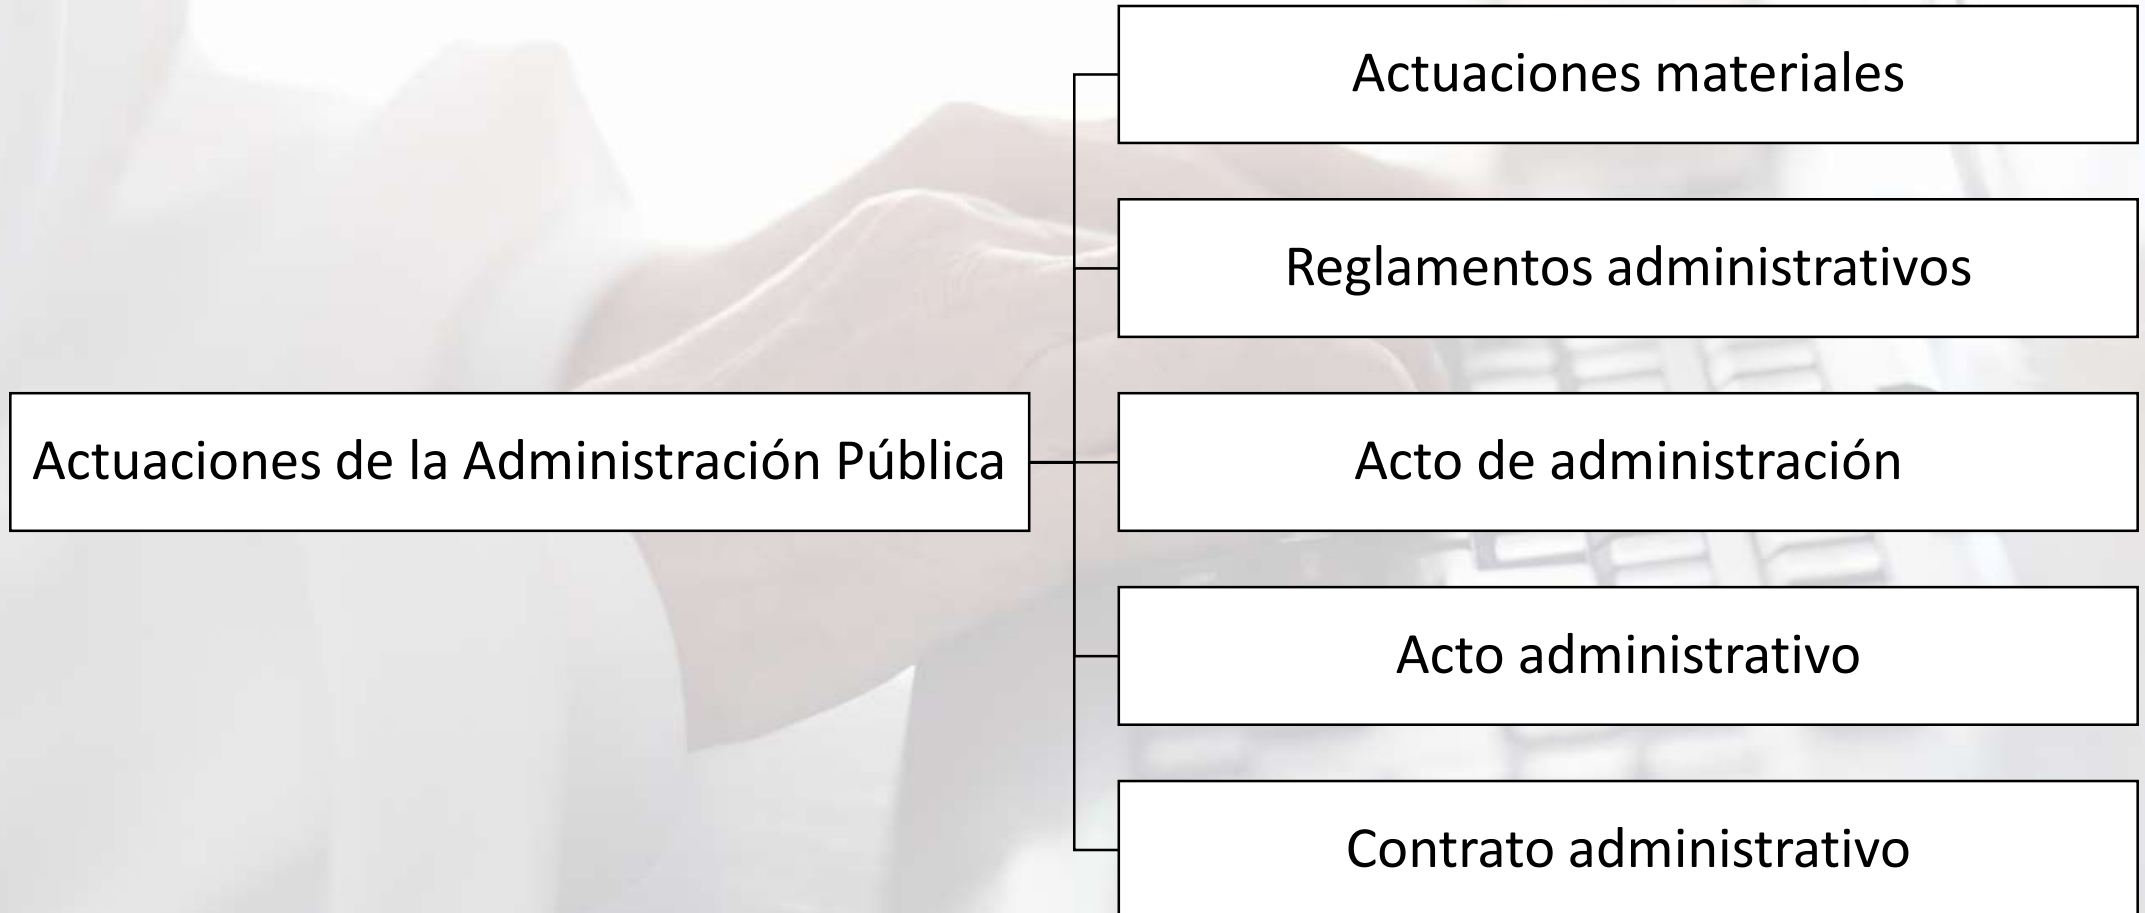 Actuaciones de la Administración Pública
Actuaciones materiales
Reglamentos administrativos
Acto de administración
Acto administrativo
Contrato administrativo